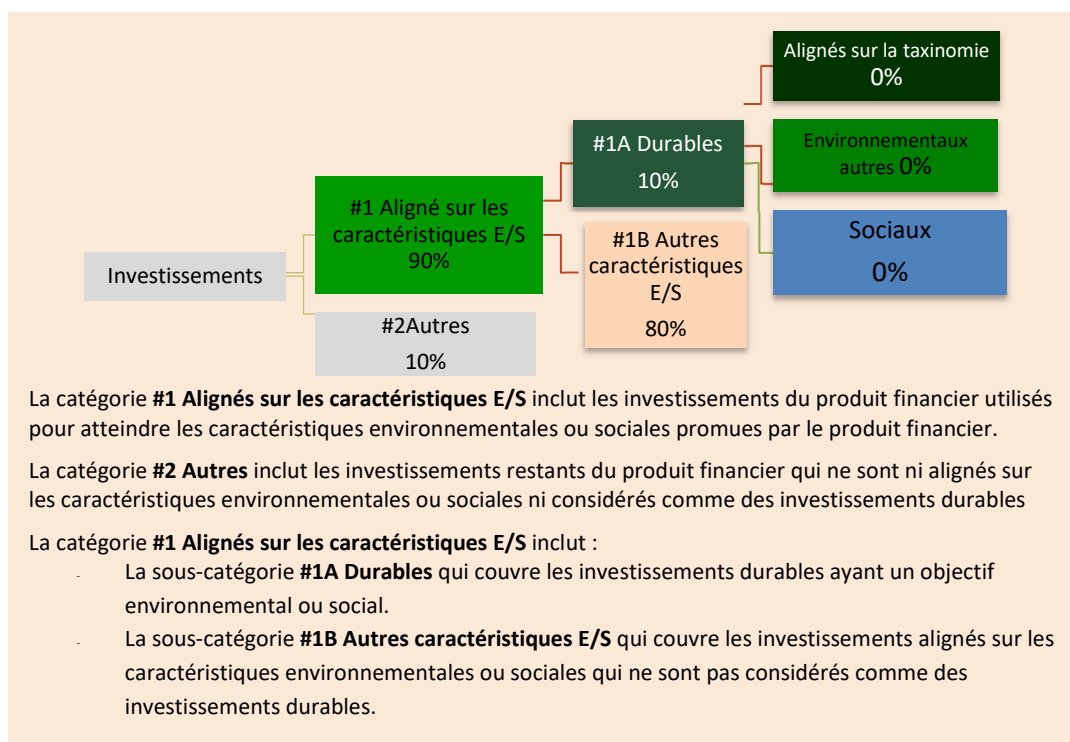 Alignés sur la taxinomie
0%
#1A Durables
10%
Environnementaux
autres 0%
#1 Aligné sur les
caractéristiques E/S
90%
Sociaux
0%
#1B Autres
caractéristiques
E/S
80%
Investissements
#2Autres
10%
La catégorie #1 Alignés sur les caractéristiques E/S inclut les investissements du produit financier utilisés
pour atteindre les caractéristiques environnementales ou sociales promues par le produit financier.
La catégorie #2 Autres inclut les investissements restants du produit financier qui ne sont ni alignés sur
les caractéristiques environnementales ou sociales ni considérés comme des investissements durables
La catégorie #1 Alignés sur les caractéristiques E/S inclut :
- La sous-catégorie #1A Durables qui couvre les investissements durables ayant un objectif
environnemental ou social.
- La sous-catégorie #1B Autres caractéristiques E/S qui couvre les investissements alignés sur les
caractéristiques environnementales ou sociales qui ne sont pas considérés comme des
investissements durables.